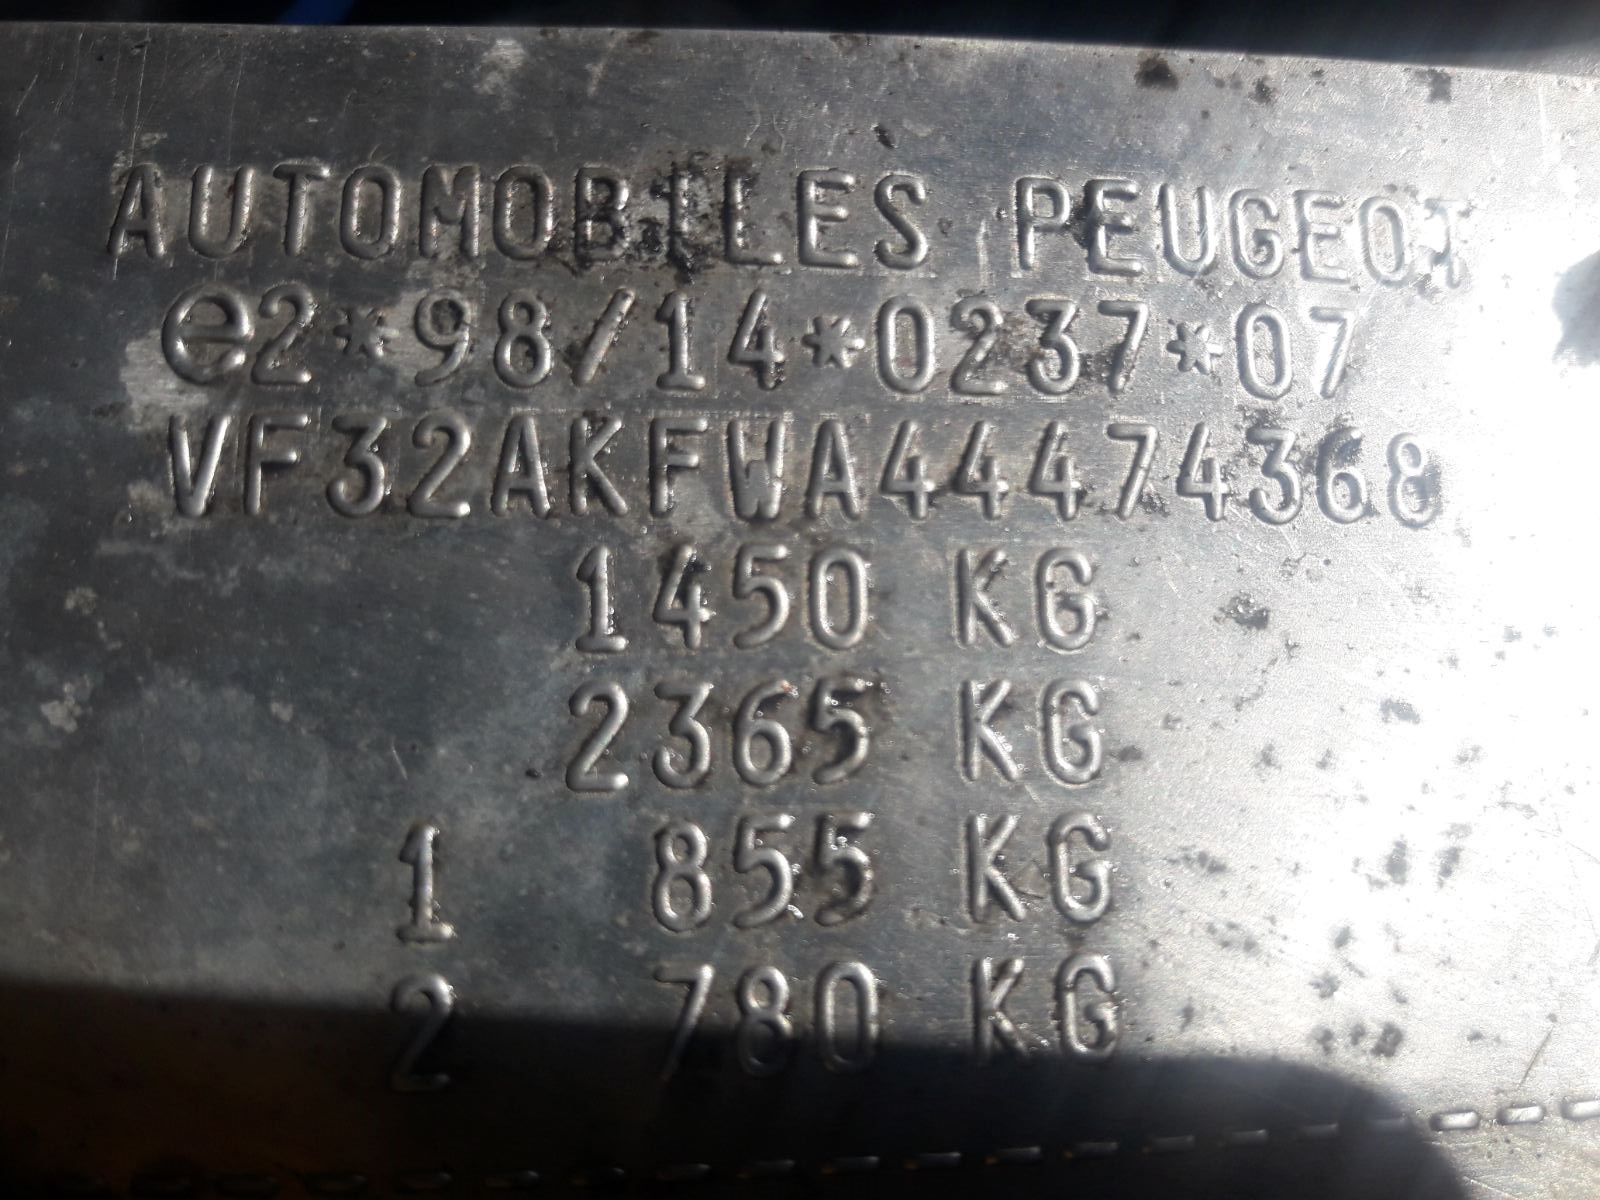 AUTOMOBILES PEUGEOT
e2*98/14*0237*07
VF32AKFWA44474368
1450 KG
2365 KG
1 855 KG
2 780 KG